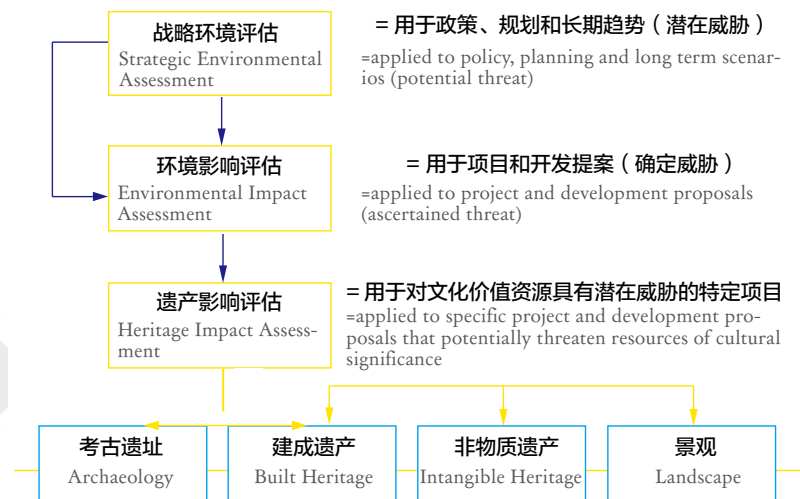 战略环境评估
Strategic Environmental
Assessment
= 用于政策、规划和长期趋势（潜在威胁）
=applied to policy, planning and long term scenar-
ios (potential threat)
环境影响评估
Environmental Impact
Assessment
= 用于项目和开发提案（确定威胁）
=applied to project and development proposals
(ascertained threat)
遗产影响评估
Heritage Impact Assess-
ment
= 用于对文化价值资源具有潜在威胁的特定项目
=applied to specific project and development pro-
posals that potentially threaten resources of cultural
significance
考古遗址
Archaeology
建成遗产
Built Heritage
非物质遗产
Intangible Heritage
景观
Landscape